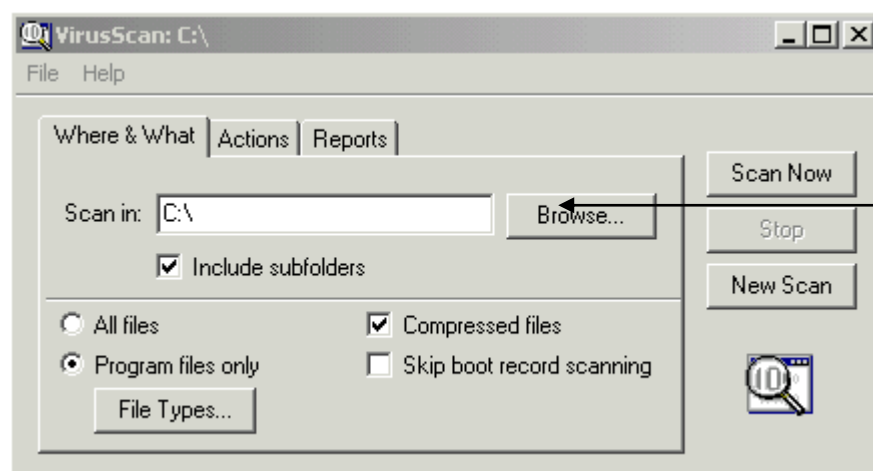 VirusScan: C:\
File Help
Where & What Actions Reports
Scan in: C:\ Browse...
Include subfolders
All files
Program files only
File Types...
Compressed files
Skip boot record scanning
Scan Now
Stop
New Scan